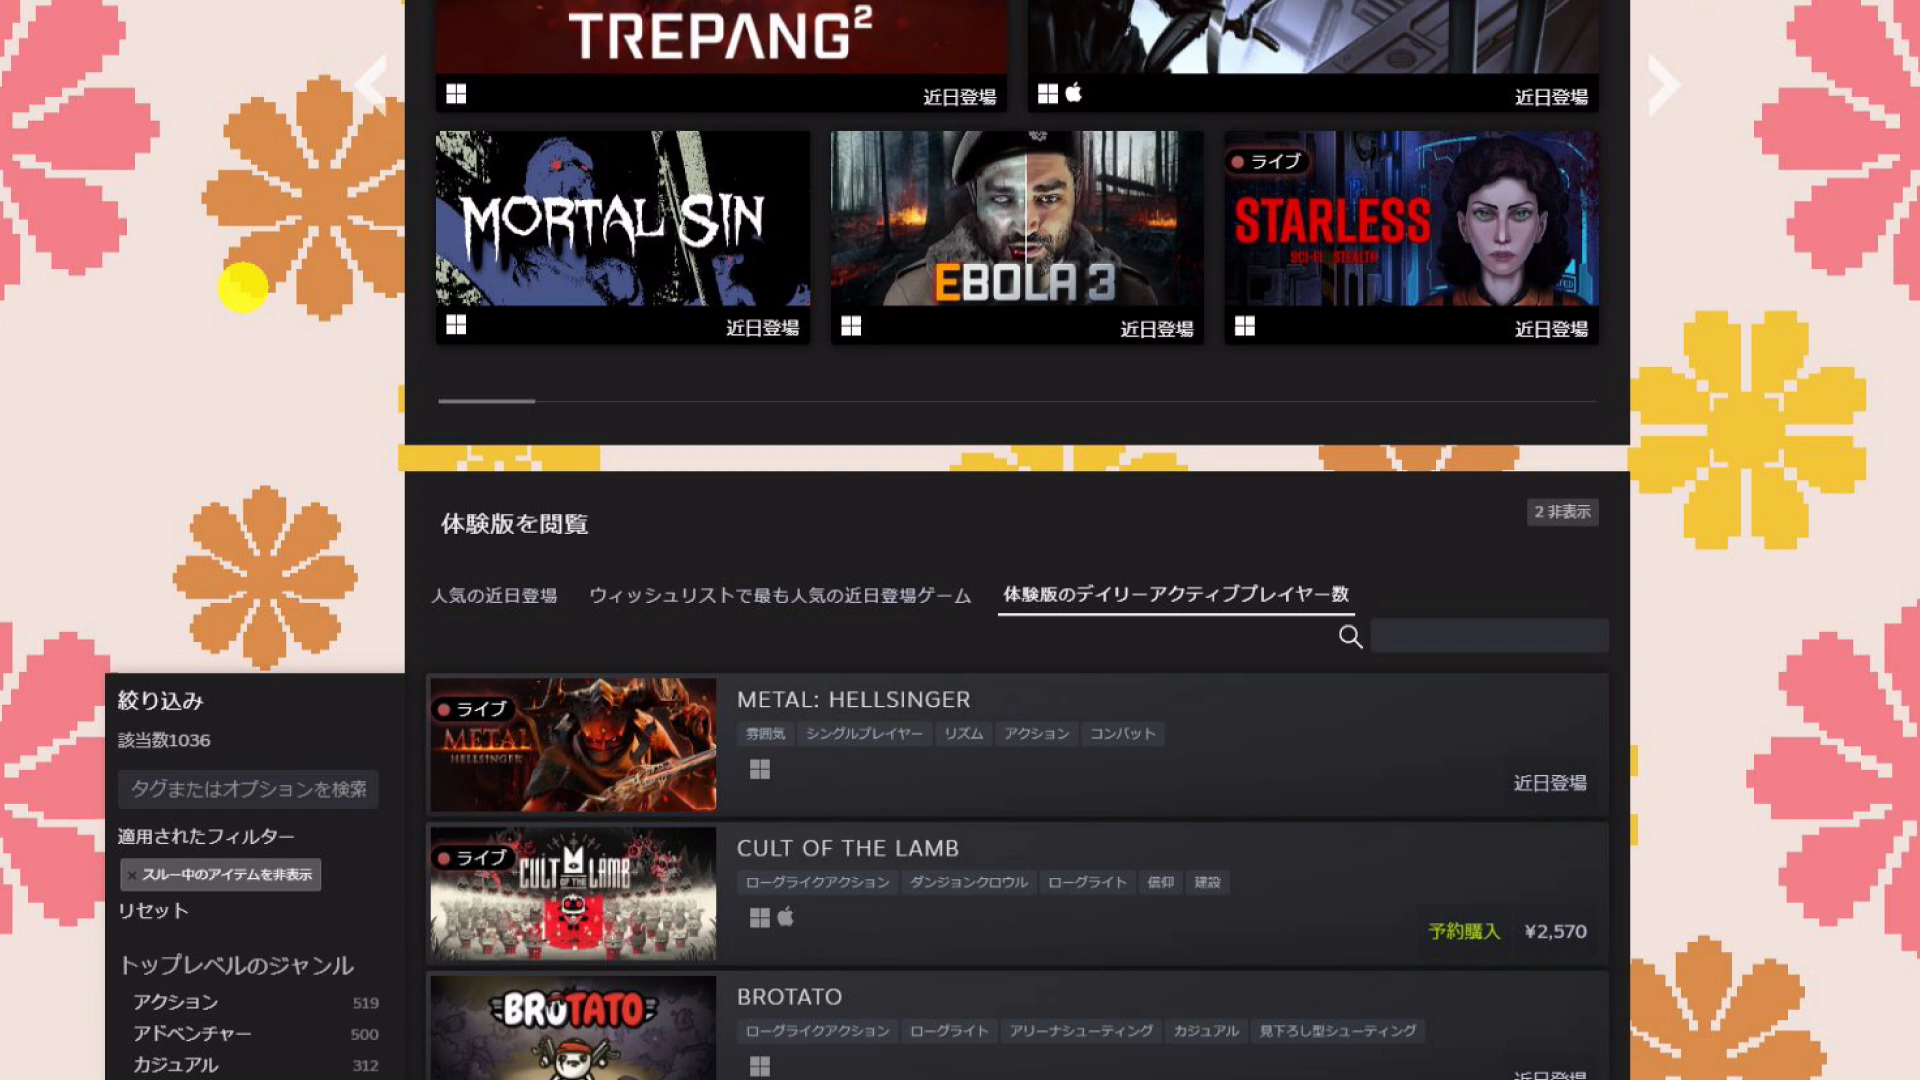 TREPANG²
近日登場
近日登場
MORTAL SIN
近日登場
EBOLA 3
近日登場
ライブ
STARLESS
SCI-FI STEALTH
近日登場
体験版を閲覧
2 非表示
人気の近日登場
ウィッシュリストで最も人気の近日登場ゲーム
体験版のデイリーアクティブプレイヤー数
絞り込み
該当数1036
タグまたはオプションを検索
適用されたフィルター
× スルー中のアイテムを非表示
リセット
トップレベルのジャンル
アクション 519
アドベンチャー 500
カジュアル 312
ライブ
METAL
HELLSINGER
METAL: HELLSINGER
雰囲気 シングルプレイヤー リズム アクション コンバット
近日登場
ライブ
CULT OF THE LAMB
CULT OF THE LAMB
ローグライクアクション ダンジョンクロウル ローグライト 信仰 建設
予約購入 ¥2,570
BROTATO
BROTATO
ローグライクアクション ローグライト アリーナシューティング カジュアル 見下ろし型シューティング
近日登場